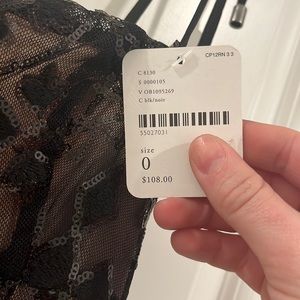 CP12RN 3 3
C 8130
S 0000105
V OB1095269
C blk/noir
55027031
size
0
$108.00